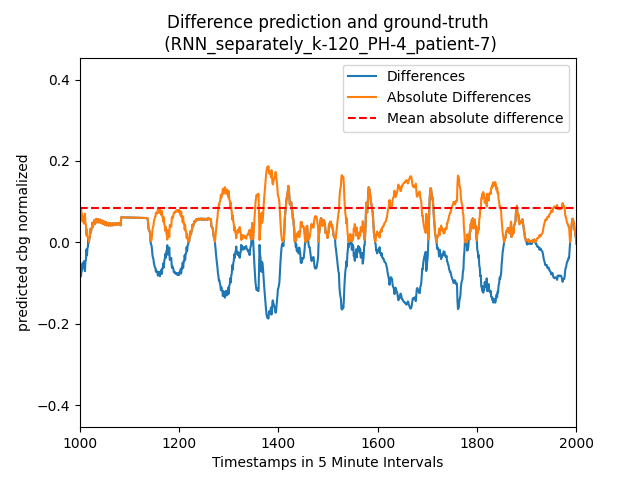 Difference prediction and ground-truth
(RNN_separately_k-120_PH-4_patient-7)
Differences
Absolute Differences
Mean absolute difference
predicted cbg normalized
0.4
0.2
0.0
−0.2
−0.4
1000 1200 1400 1600 1800 2000
Timestamps in 5 Minute Intervals